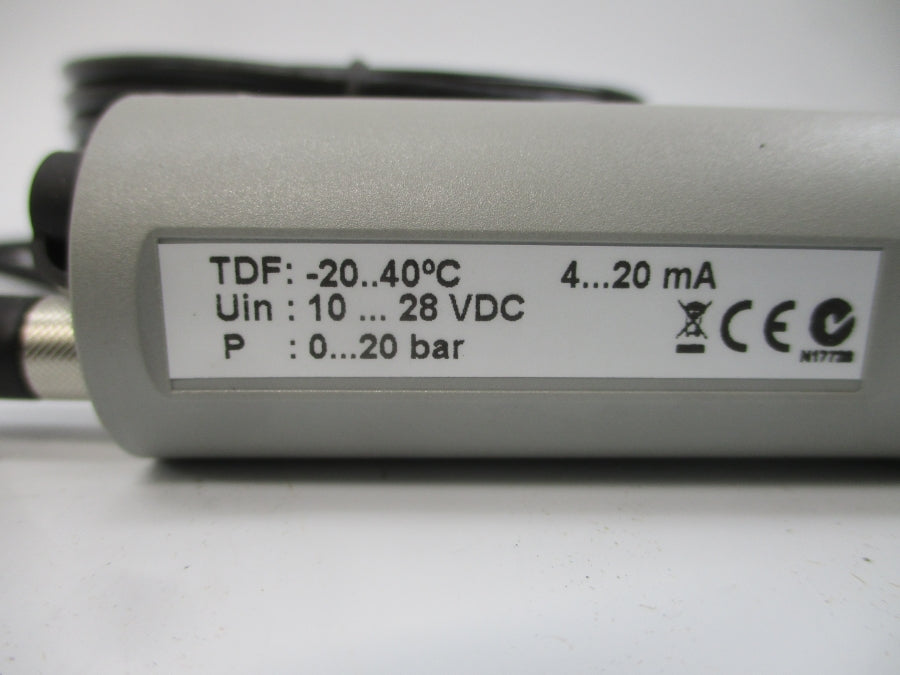 TDF: -20..40ºC 4...20 mA
Uin : 10 ... 28 VDC
P : 0...20 bar
CE